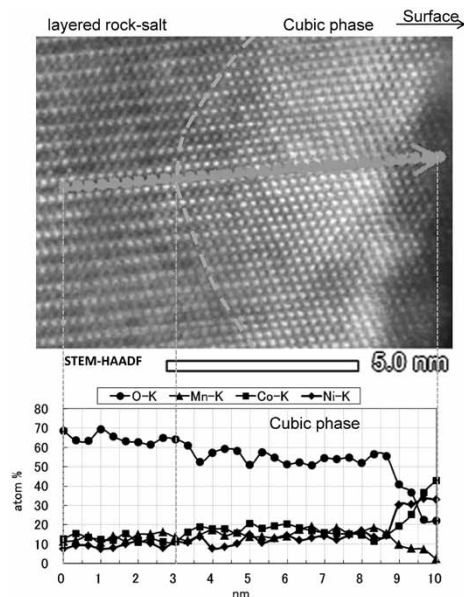 layered rock-salt Cubic phase Surface
STEM-HAADF 5.0 nm
O-K Mn-K Co-K Ni-K
Cubic phase
atom %
80
70
60
50
40
30
20
10
0
0 1 2 3 4 5 6 7 8 9 10
nm